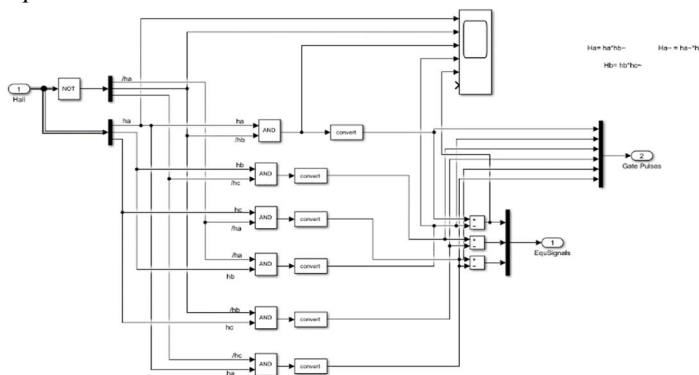 Ha= ha*hb~
Ha- = ha~*h
Hb= hb*hc~
1
Hall
NOT
/ha
ha
ha
/hb
AND
convert
hb
/hc
AND
convert
hc
/ha
AND
convert
/ha
hb
AND
convert
/hb
hc
AND
convert
/hc
ha
AND
convert
2
Gate Pulses
1
EquSignals